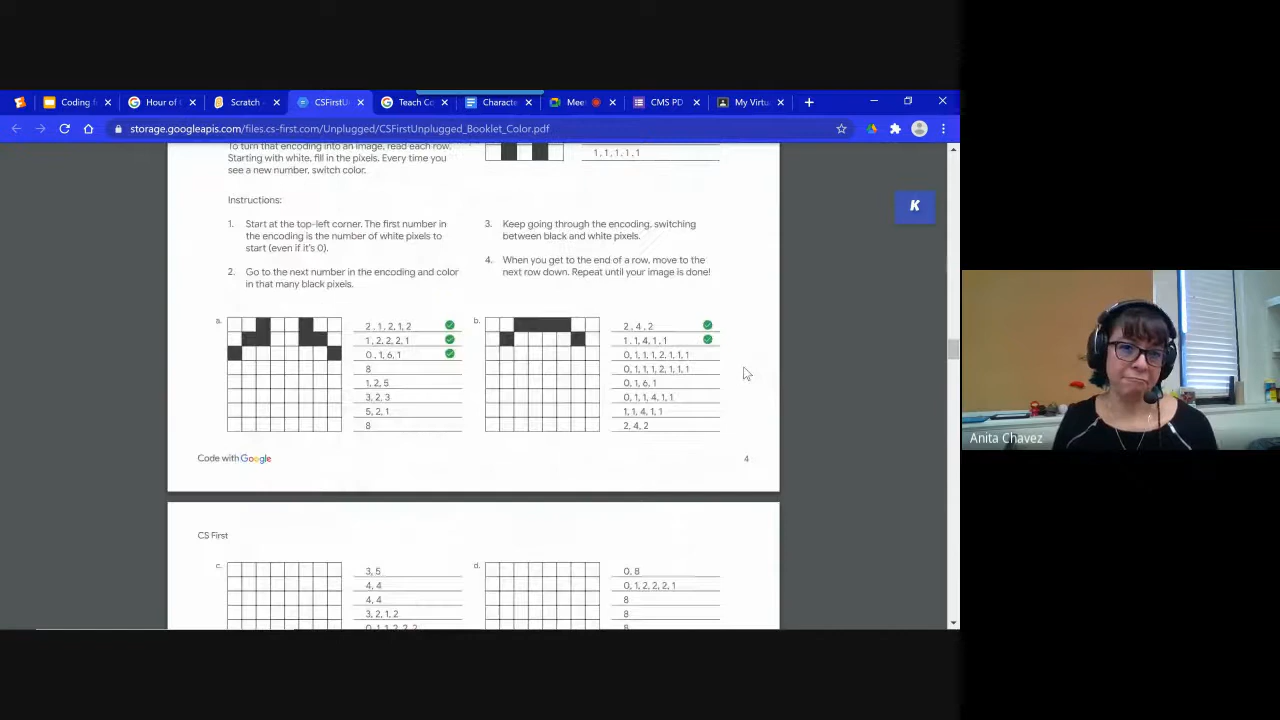 Coding f
Hour of C
Scratch -
CSFirstU
Teach Co
Characte
Mee
CMS PD
My Virtu
storage.googleapis.com/files.cs-first.com/Unplugged/CSFirstUnplugged_Booklet_Color.pdf
To turn that encoding into an image, read each row.
Starting with white, fill in the pixels. Every time you
see a new number, switch color.
1, 1, 1, 1, 1
K
Instructions:
1. Start at the top-left corner. The first number in
the encoding is the number of white pixels to
start (even if it's 0).
2. Go to the next number in the encoding and color
in that many black pixels.
3. Keep going through the encoding, switching
between black and white pixels.
4. When you get to the end of a row, move to the
next row down. Repeat until your image is done!
a.
2, 1, 2, 1, 2
1, 2, 2, 2, 1
0, 1, 6, 1
8
1, 2, 5
3, 2, 3
5, 2, 1
8
b.
2, 4, 2
1, 1, 4, 1, 1
0, 1, 1, 1, 2, 1, 1, 1
0, 1, 1, 1, 2, 1, 1, 1
0, 1, 6, 1
0, 1, 1, 4, 1, 1
1, 1, 4, 1, 1
2, 4, 2
Code with Google
4
CS First
c.
3, 5
4, 4
4, 4
3, 2, 1, 2
d.
0, 8
0, 1, 2, 2, 2, 1
8
8
Anita Chavez